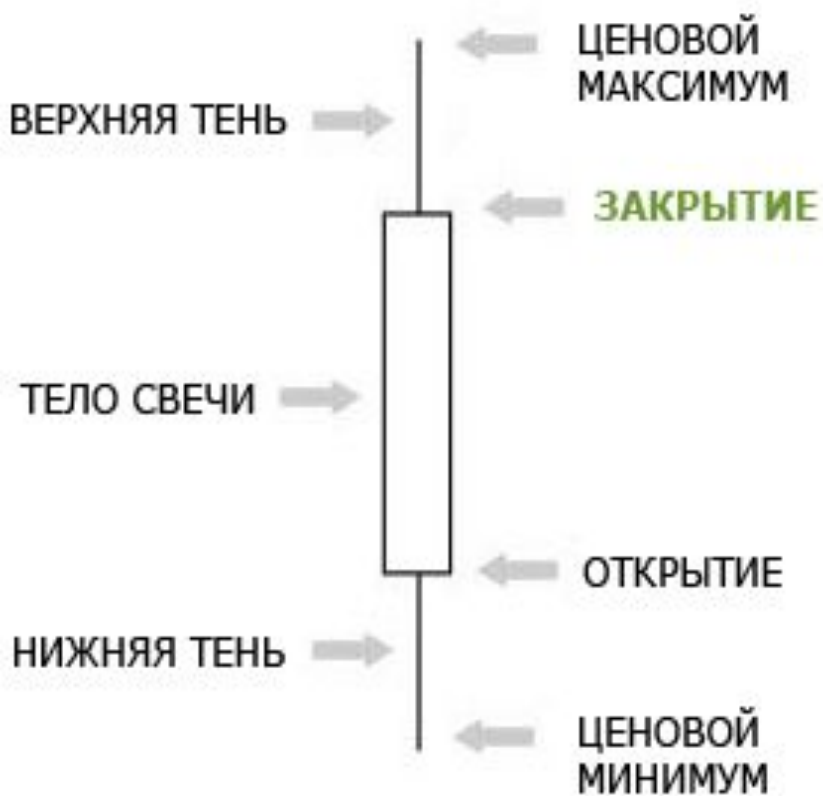 ЦЕНОВОЙ
МАКСИМУМ
ВЕРХНЯЯ ТЕНЬ
ЗАКРЫТИЕ
ТЕЛО СВЕЧИ
ОТКРЫТИЕ
НИЖНЯЯ ТЕНЬ
ЦЕНОВОЙ
МИНИМУМ